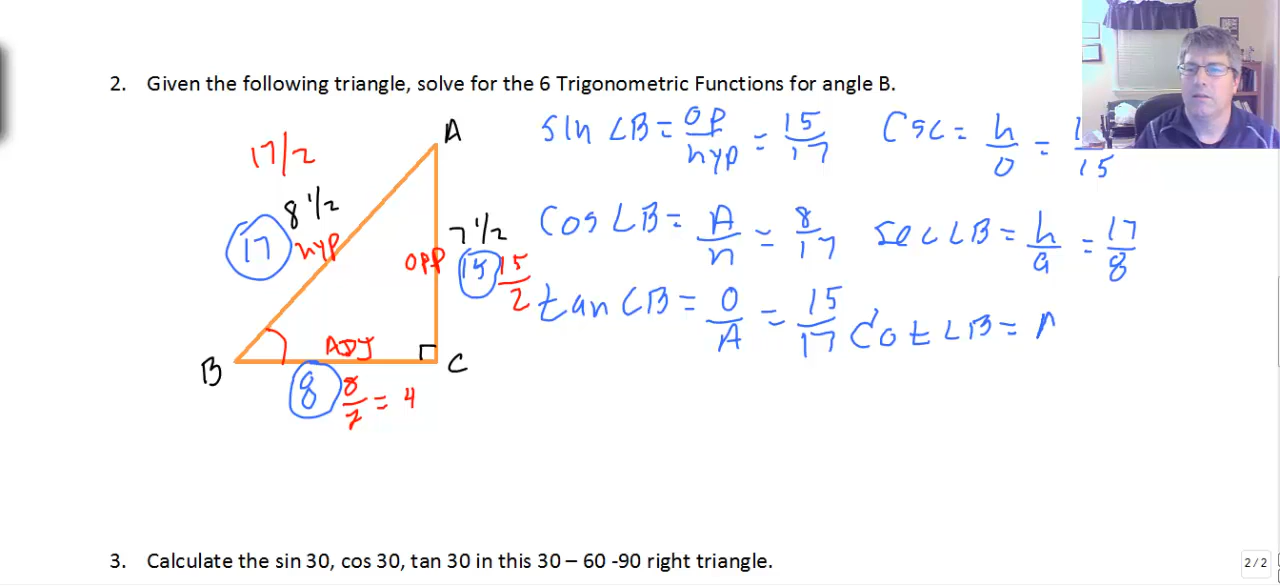 2. Given the following triangle, solve for the 6 Trigonometric Functions for angle B.
sin ∠B = op/hyp = 15/17
csc = h/o = 1/15
17/2
A
8 1/2
17
hyp
7 1/2
opp
15
15/2
cos ∠B = A/h = 8/17
sec ∠B = h/a = 17/8
tan ∠B = O/A = 15/17
cot ∠B = A
ADJ
B
C
8
8/2 = 4
3. Calculate the sin 30, cos 30, tan 30 in this 30 – 60 -90 right triangle.
2 / 2